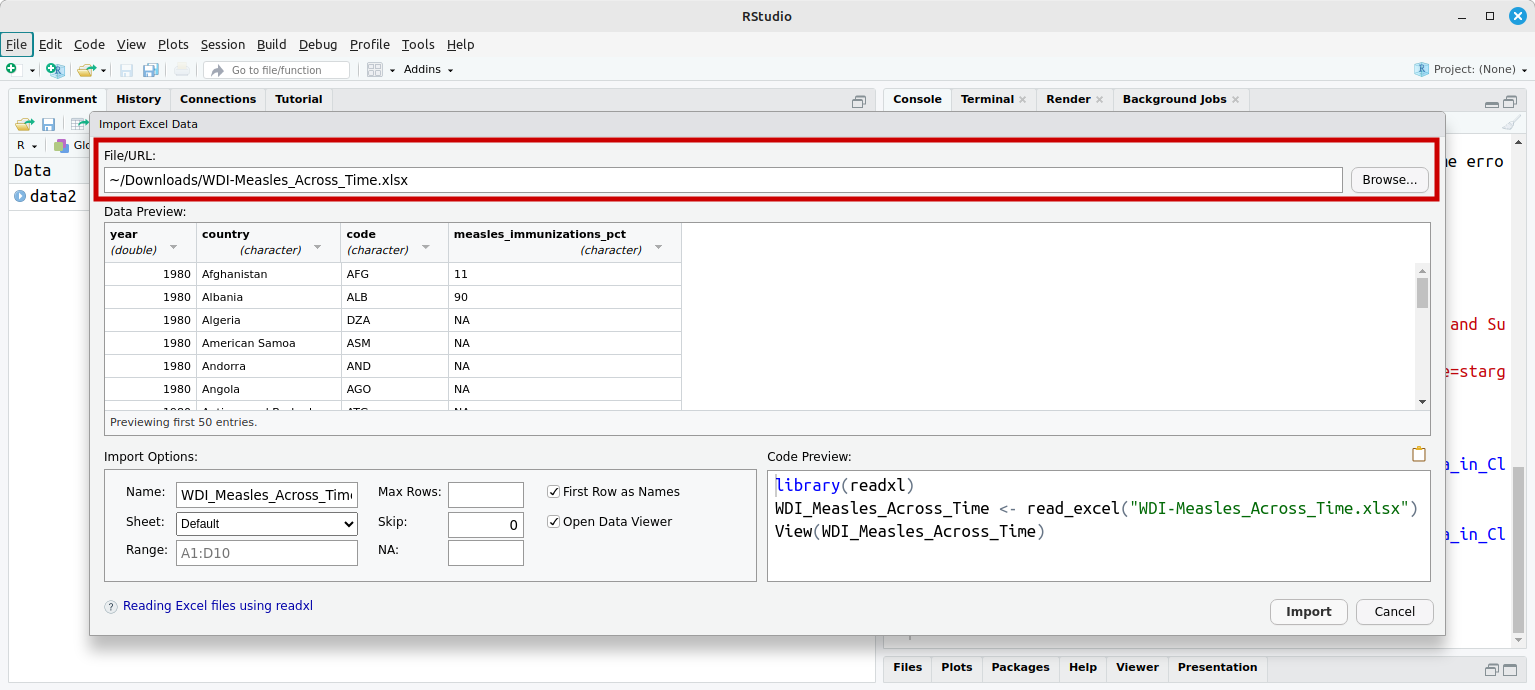 RStudio
File Edit Code View Plots Session Build Debug Profile Tools Help
Go to file/function Addins Project: (None)
Environment History Connections Tutorial
Console Terminal Render Background Jobs
Import Excel Data
R Glo
Data
data2
File/URL:
~/Downloads/WDI-Measles_Across_Time.xlsx Browse...
Data Preview:
year country code measles_immunizations_pct
(double) (character) (character) (character)
1980 Afghanistan AFG 11
1980 Albania ALB 90
1980 Algeria DZA NA
1980 American Samoa ASM NA
1980 Andorra AND NA
1980 Angola AGO NA
Previewing first 50 entries.
Import Options:
Name: WDI_Measles_Across_Tim
Sheet: Default
Range: A1:D10
Max Rows:
Skip: 0
NA:
First Row as Names
Open Data Viewer
Code Preview:
library(readxl)
WDI_Measles_Across_Time <- read_excel("WDI-Measles_Across_Time.xlsx")
View(WDI_Measles_Across_Time)
? Reading Excel files using readxl
Import Cancel
e erro
and Su
=starg
_in_Cl
_in_Cl
Files Plots Packages Help Viewer Presentation